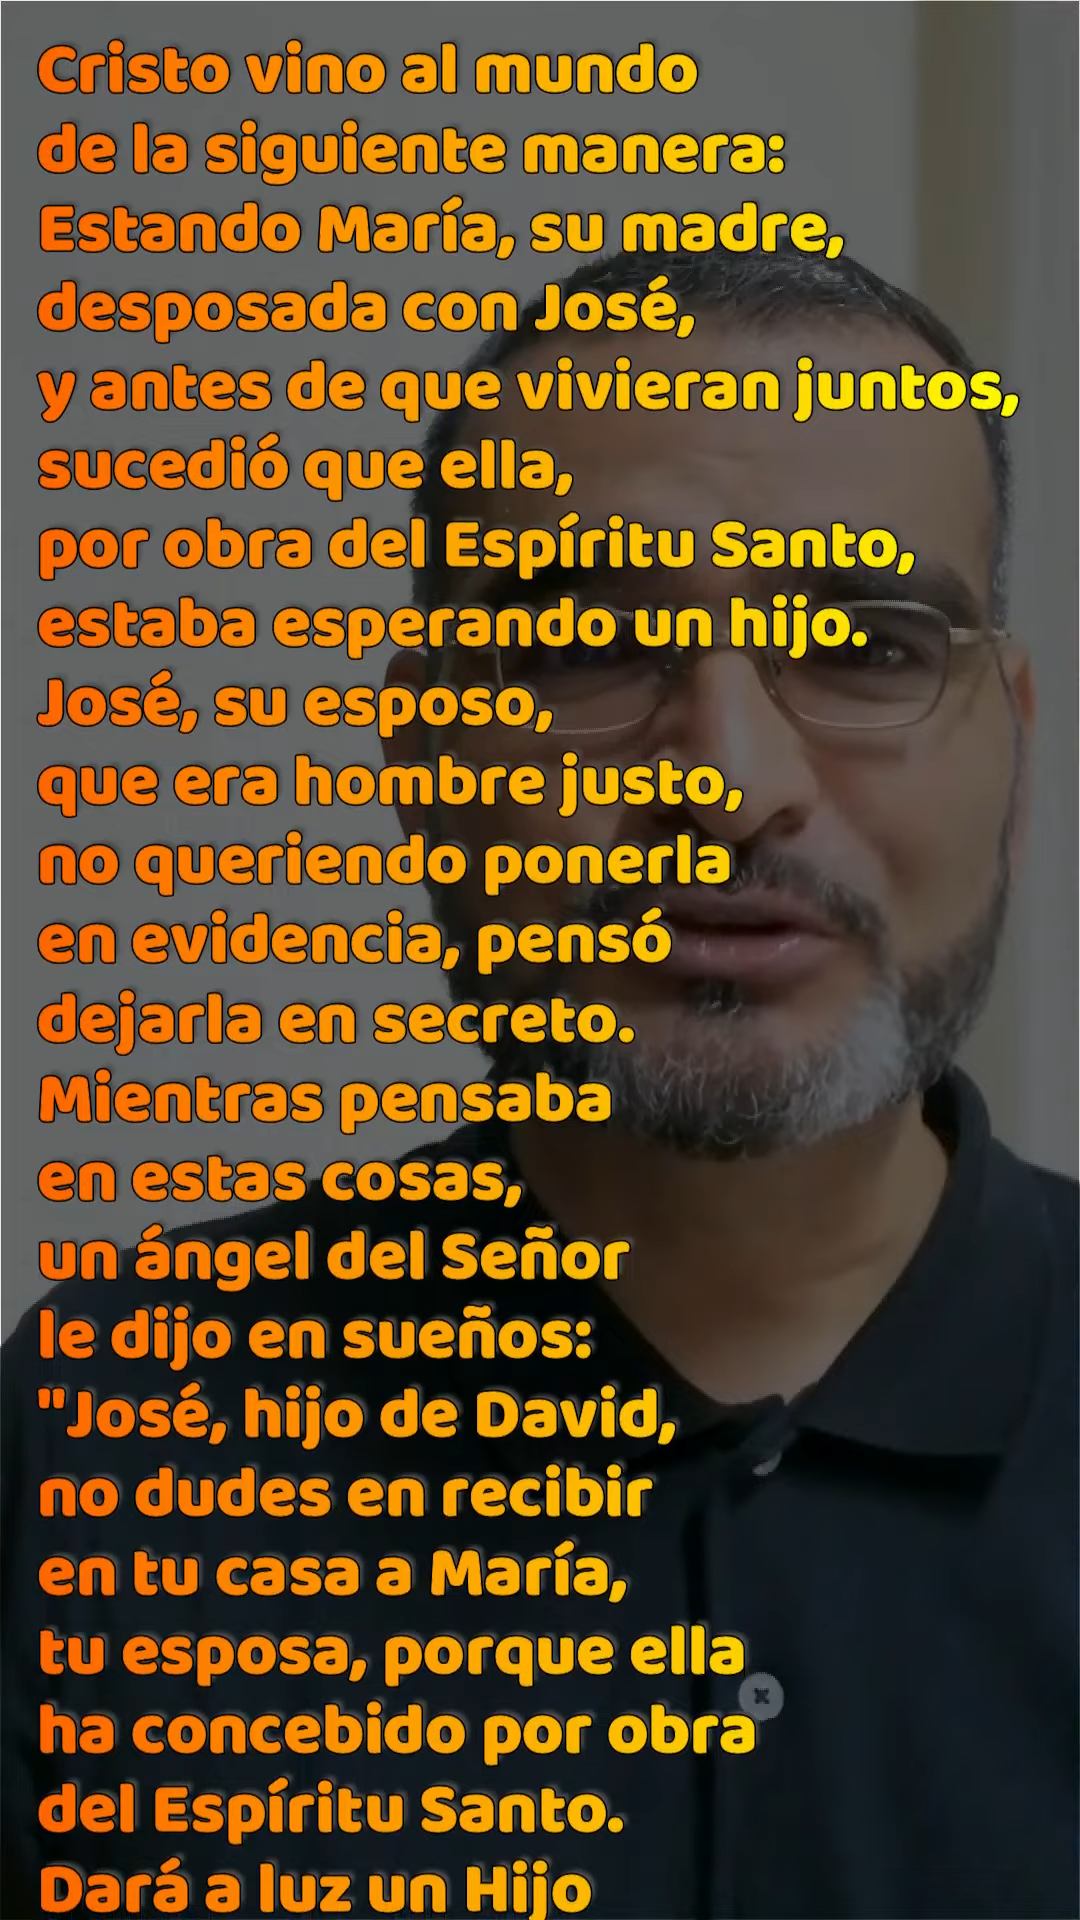 Cristo vino al mundo
de la siguiente manera:
Estando María, su madre,
desposada con José,
y antes de que vivieran juntos,
sucedió que ella,
por obra del Espíritu Santo,
estaba esperando un hijo.
José, su esposo,
que era hombre justo,
no queriendo ponerla
en evidencia, pensó
dejarla en secreto.
Mientras pensaba
en estas cosas,
un ángel del Señor
le dijo en sueños:
"José, hijo de David,
no dudes en recibir
en tu casa a María,
tu esposa, porque ella
ha concebido por obra
del Espíritu Santo.
Dará a luz un Hijo